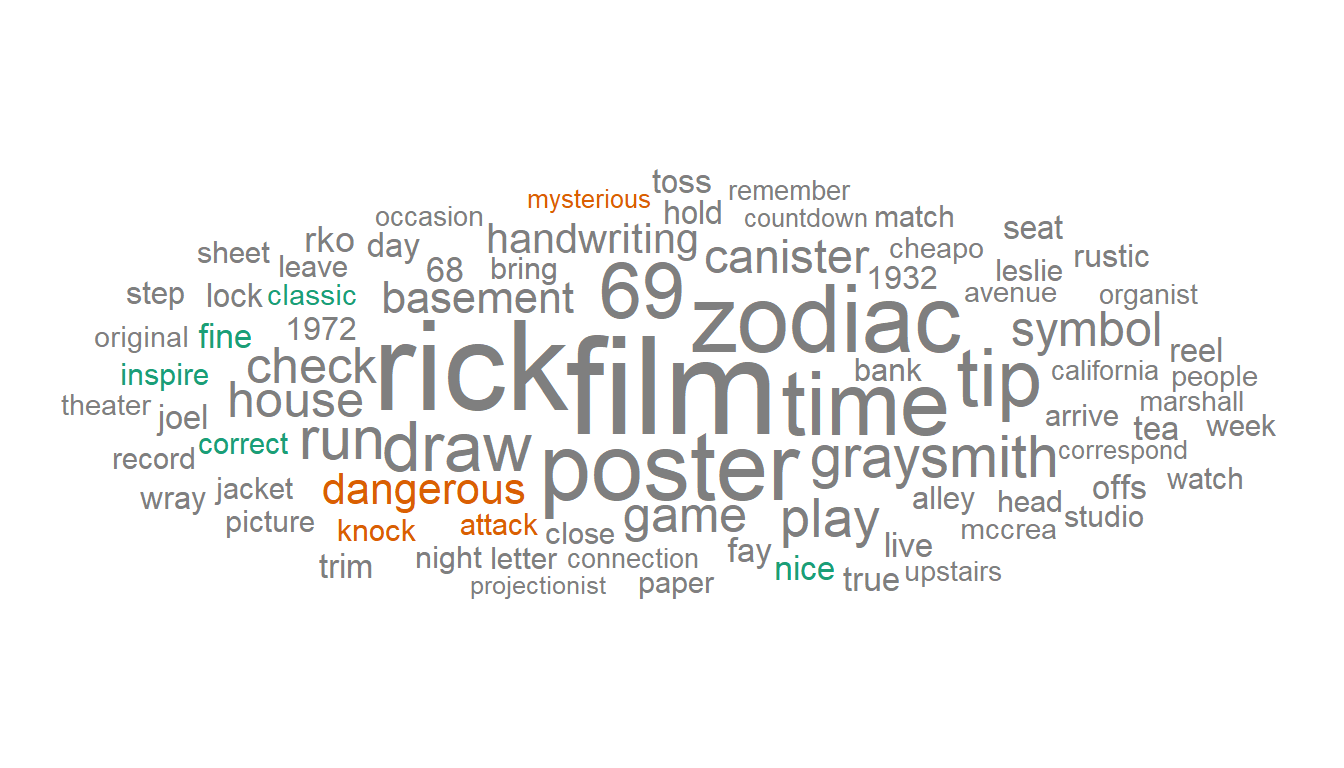 toss
mysterious
remember
hold
occasion
countdown
match
seat
rko
day
handwriting
canister
cheapo
sheet
leave
68
bring
1932
leslie
rustic
step
lock
classic
basement
69
zodiac
avenue
organist
original
fine
1972
symbol
reel
inspire
check
rick
film
time
bank
tip
california
people
theater
joel
house
arrive
marshall
tea
week
correct
run
draw
poster
graysmith
correspond
record
wray
jacket
dangerous
alley
head
offs
watch
picture
knock
attack
close
game
play
mccrea
studio
trim
night
letter
connection
fay
nice
live
true
upstairs
projectionist
paper